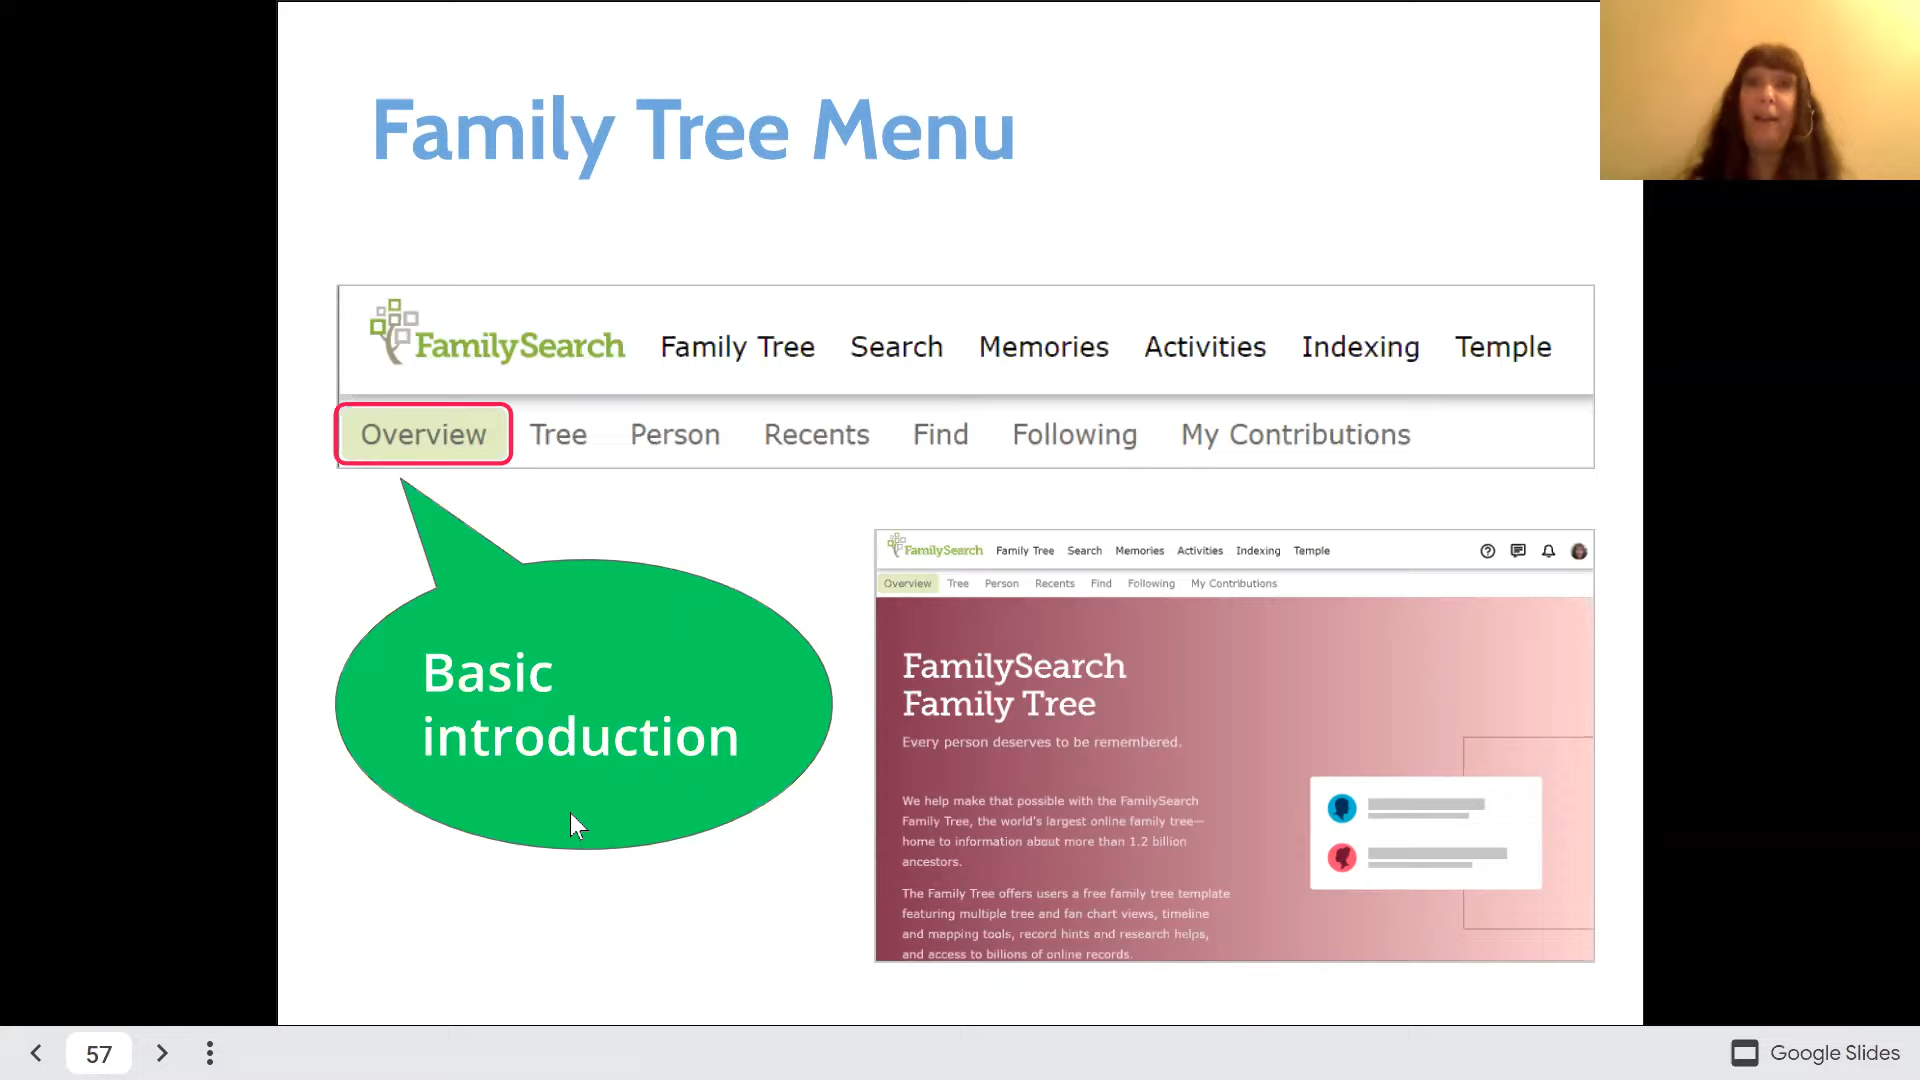 Family Tree Menu
FamilySearch Family Tree Search Memories Activities Indexing Temple
Overview Tree Person Recents Find Following My Contributions
Basic
introduction
FamilySearch Family Tree Search Memories Activities Indexing Temple
Overview Tree Person Recents Find Following My Contributions
FamilySearch
Family Tree
Every person deserves to be remembered.
We help make that possible with the FamilySearch
Family Tree, the world's largest online family tree—
home to information about more than 1.2 billion
ancestors.
The Family Tree offers users a free family tree template
featuring multiple tree and fan chart views, timeline
and mapping tools, record hints and research helps,
and access to billions of online records.
57
Google Slides